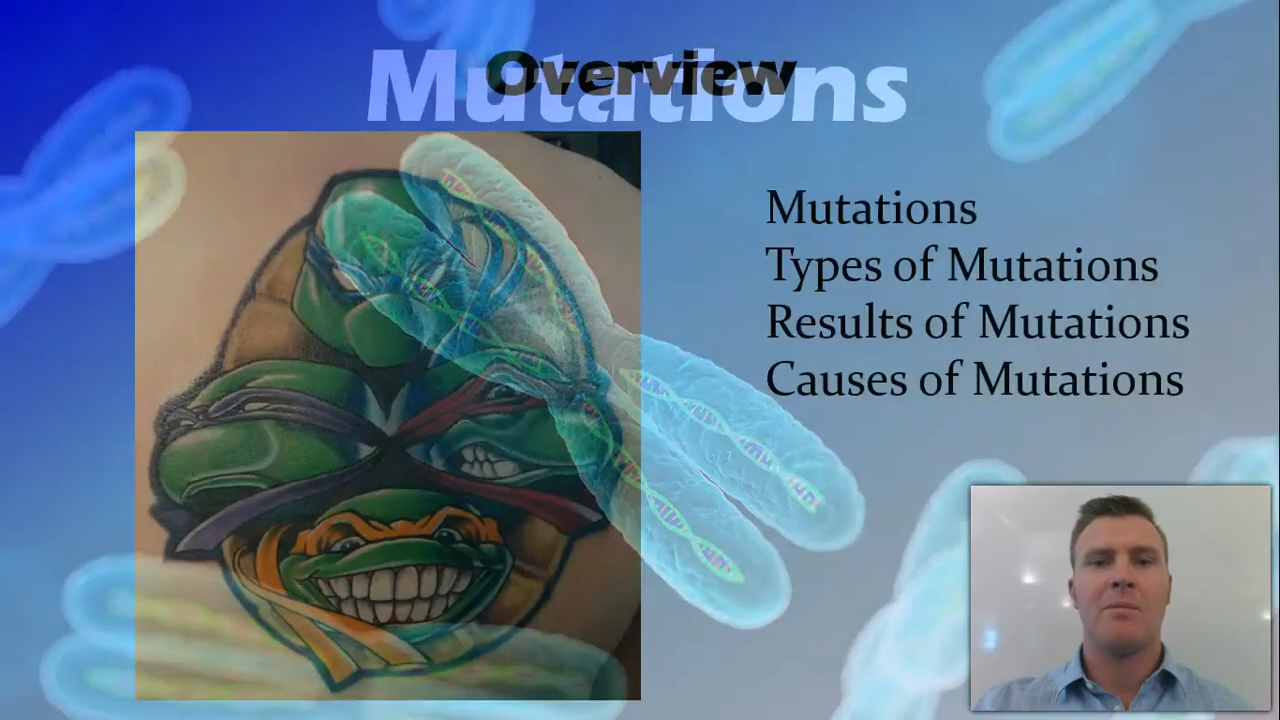 Mutations
Overview
Mutations
Types of Mutations
Results of Mutations
Causes of Mutations